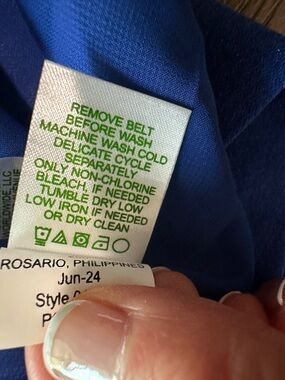 REMOVE BELT
BEFORE WASH
MACHINE WASH COLD
DELICATE CYCLE
SEPARATELY
ONLY NON-CHLORINE
BLEACH, IF NEEDED
TUMBLE DRY LOW
LOW IRON IF NEEDED
OR DRY CLEAN
ROSARIO, PHILIPPINES
Jun-24
Style